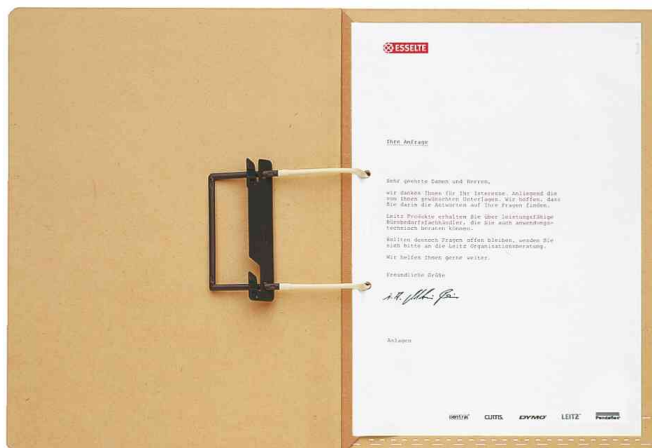 ESSELTE
Ihre Anfrage
Sehr geehrte Damen und Herren,
wir danken Ihnen für Ihr Interesse. Anliegend die
von Ihnen gewünschten Unterlagen. Wir hoffen, dass
Sie darin die Antworten auf Ihre Fragen finden.
Leitz Produkte erhalten Sie über leistungsfähige
Bürobedarfsfachhändler, die Sie auch anwendungs-
technisch beraten können.
Sollten dennoch Fragen offen bleiben, wenden Sie
sich bitte an die Leitz Organisationsberatung.
Wir helfen Ihnen gerne weiter.
Freundliche Grüße
Anlagen
CURTIS. DYMO LEITZ Pendaflex